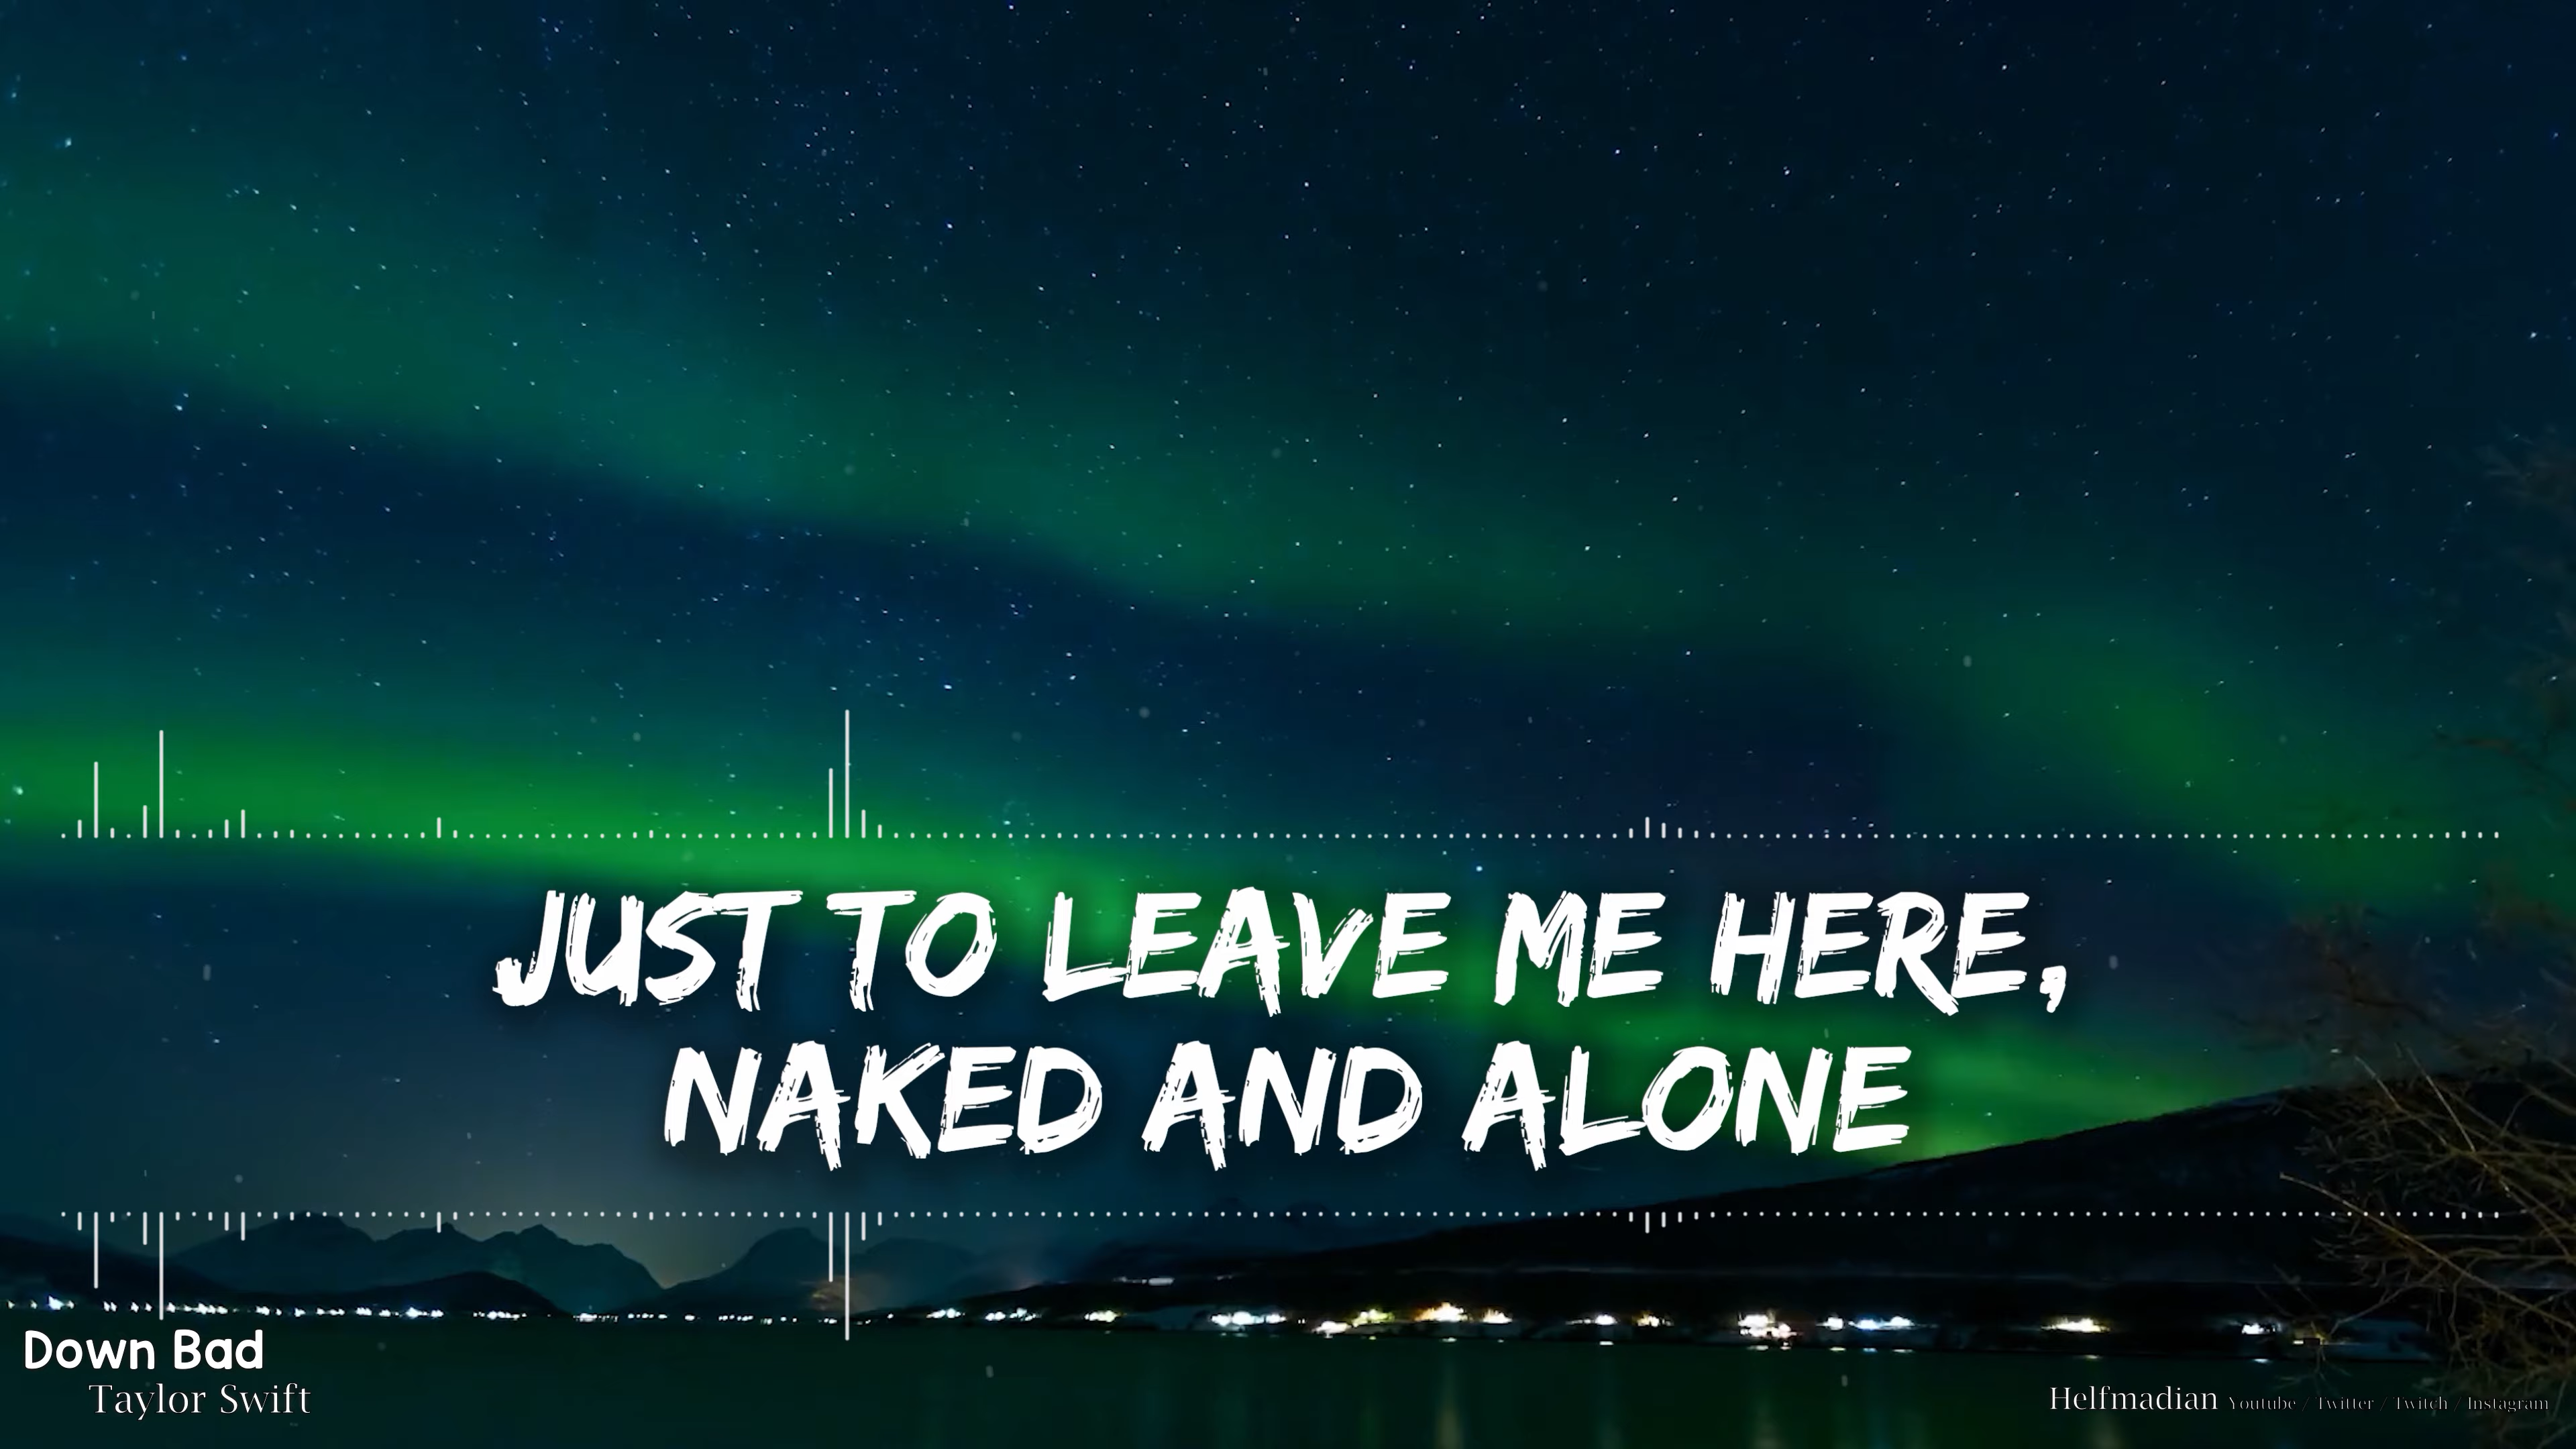 JUST TO LEAVE ME HERE,
NAKED AND ALONE
Down Bad
Taylor Swift
Helfmadian Youtube / Twitter / Twitch / Instagram